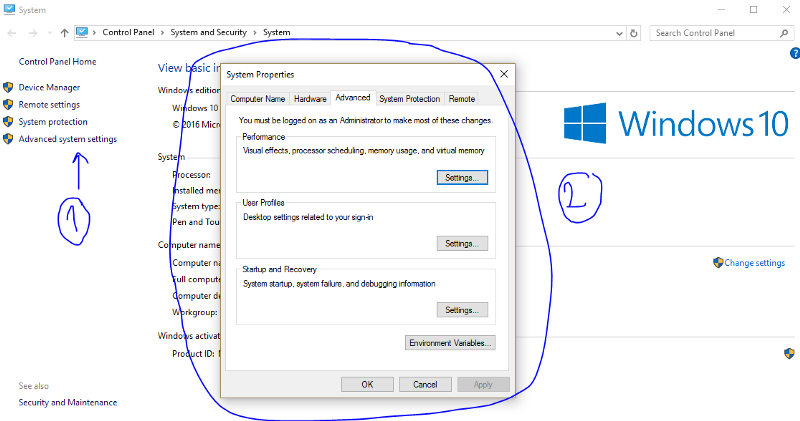 System
Control Panel > System and Security > System
Search Control Panel
?
Control Panel Home
Device Manager
Remote settings
System protection
Advanced system settings
1
See also
Security and Maintenance
View basic in
Windows edition
Windows 10
© 2016 Micr
System
Processor:
Installed mem
System type:
Pen and Tou
Computer name
Computer na
Full compute
Computer de
Workgroup:
Windows activat
Product ID:
System Properties
Computer Name
Hardware
Advanced
System Protection
Remote
You must be logged on as an Administrator to make most of these changes.
Performance
Visual effects, processor scheduling, memory usage, and virtual memory
Settings...
User Profiles
Desktop settings related to your sign-in
Settings...
Startup and Recovery
System startup, system failure, and debugging information
Settings...
Environment Variables...
OK
Cancel
Apply
Windows 10
2
Change settings